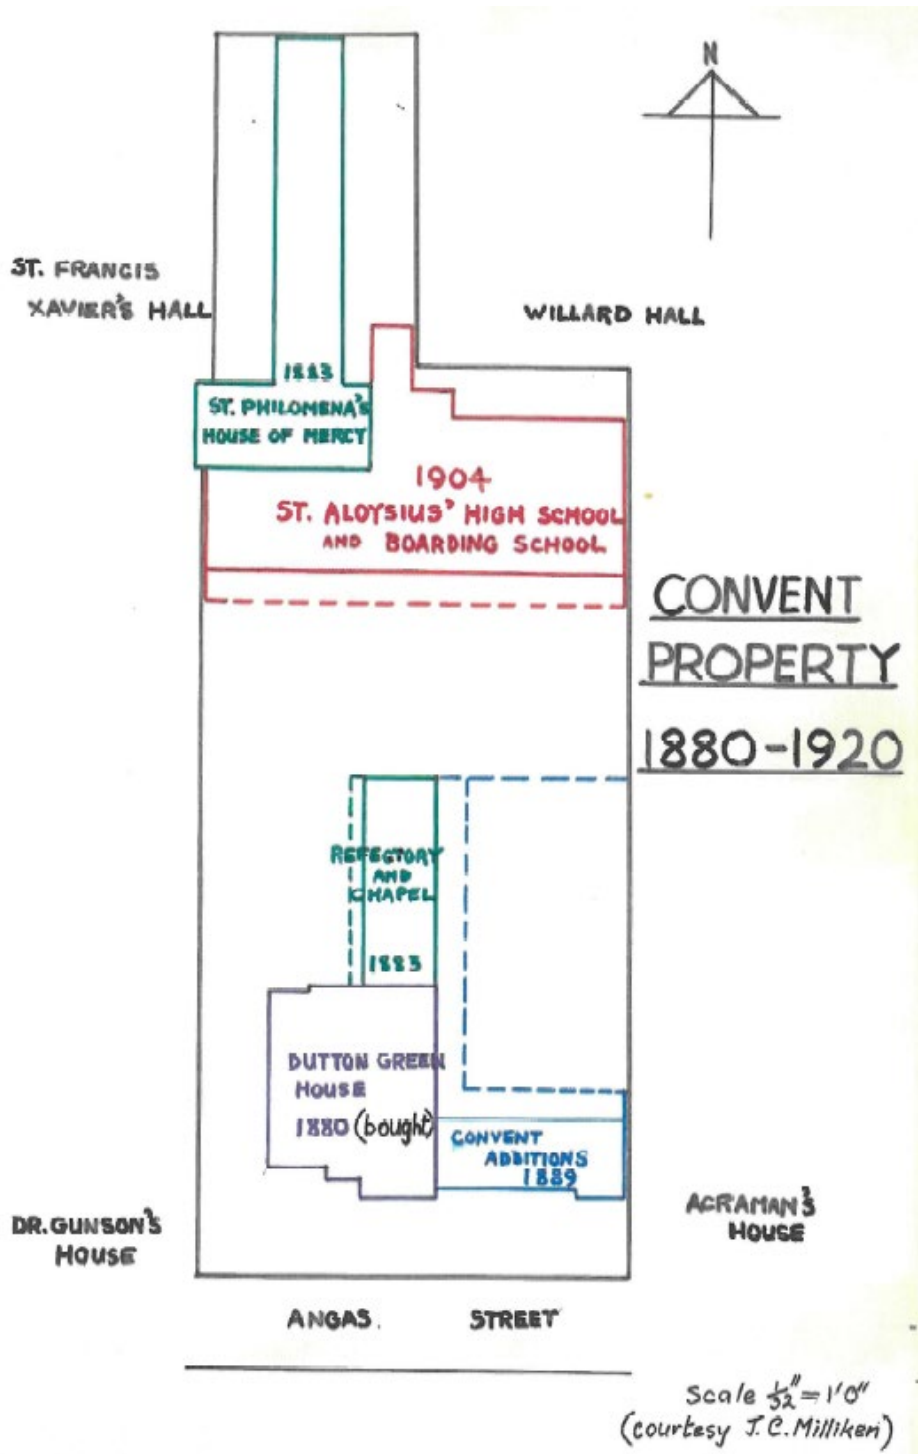 N
ST. FRANCIS
XAVIER'S HALL
WILLARD HALL
1883
ST. PHILOMENA'S
HOUSE OF MERCY
1904
ST. ALOYSIUS' HIGH SCHOOL
AND BOARDING SCHOOL
CONVENT
PROPERTY
1880-1920
REFECTORY
AND
CHAPEL
1883
DUTTON GREEN
HOUSE
1880 (bought)
CONVENT
ADDITIONS
1889
DR. GUNSON'S
HOUSE
ACRAMAN'S
HOUSE
ANGAS STREET
Scale 1/32" = 1'0"
(courtesy J.C. Milliken)